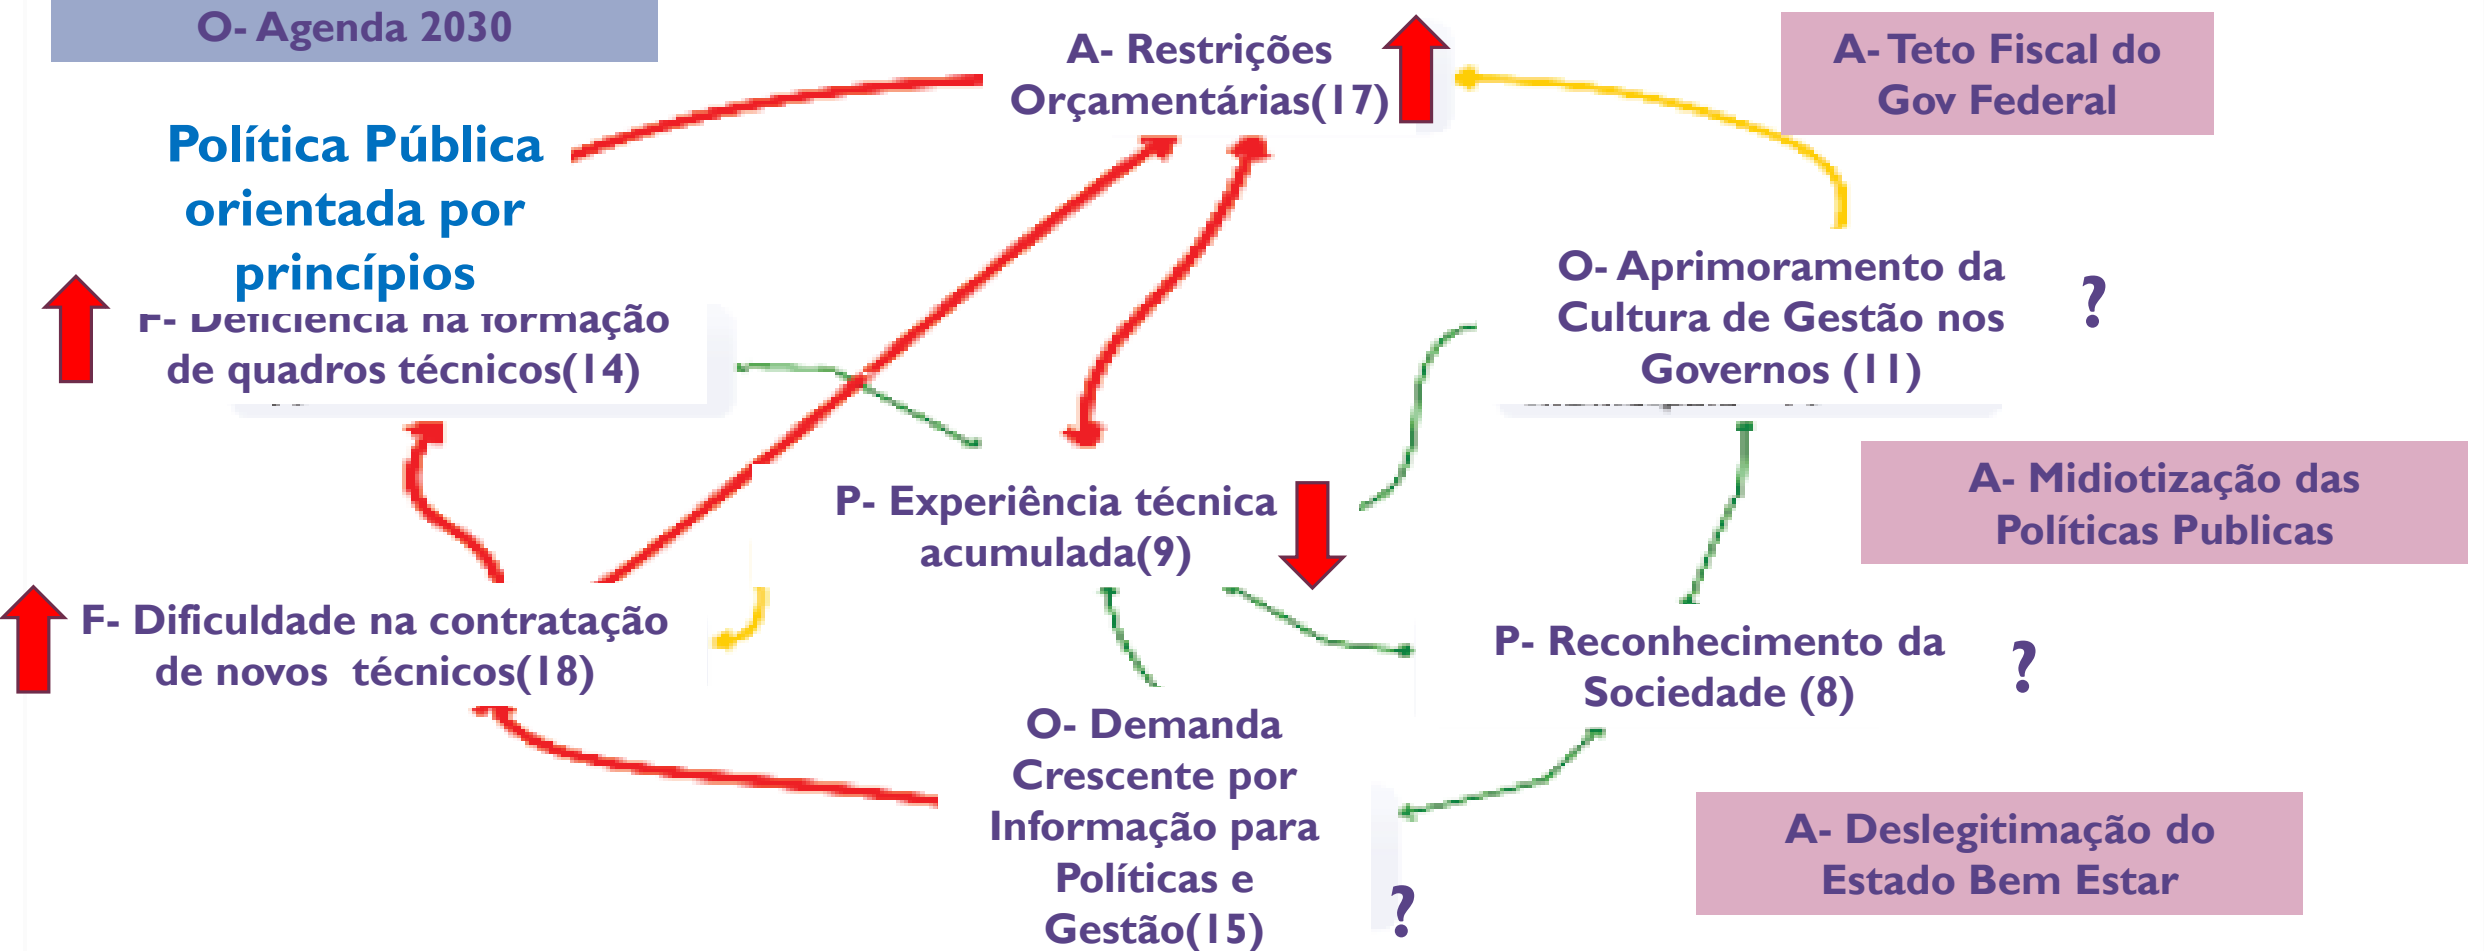 O- Agenda 2030
A- Restrições
Orçamentárias(17)
A- Teto Fiscal do
Gov Federal
Política Pública
orientada por
princípios
F- Deficiência na formação
de quadros técnicos(14)
O- Aprimoramento da
Cultura de Gestão nos
Governos (11)
?
A- Midiotização das
Políticas Publicas
P- Experiência técnica
acumulada(9)
F- Dificuldade na contratação
de novos técnicos(18)
P- Reconhecimento da
Sociedade (8)
?
O- Demanda
Crescente por
Informação para
Políticas e
Gestão(15)
?
A- Deslegitimação do
Estado Bem Estar